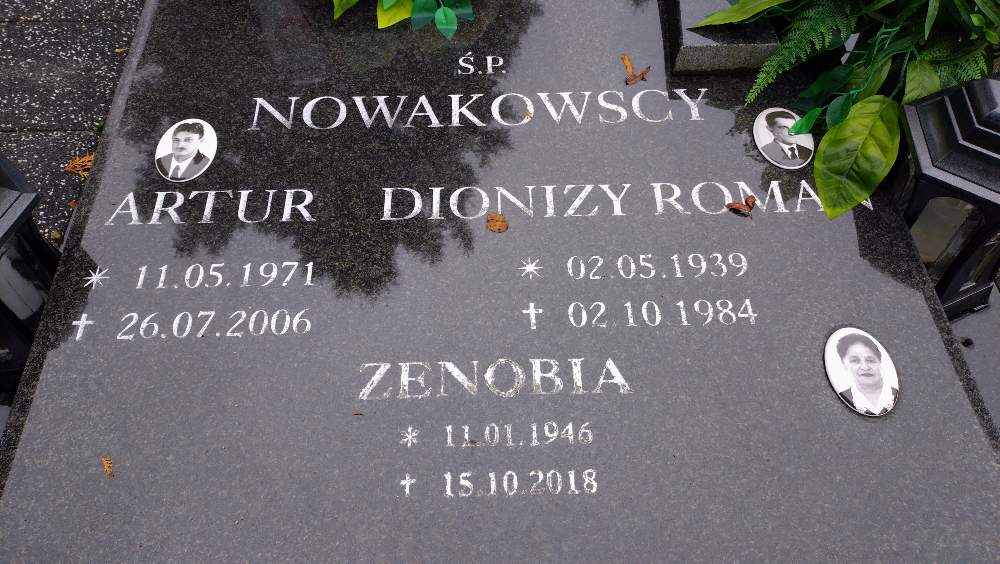 Ś.P.
NOWAKOWSCY
ARTUR DIONIZY ROMAN
* 11.05.1971 * 02.05.1939
† 26.07.2006 † 02.10.1984
ZENOBIA
* 11.01.1946
† 15.10.2018